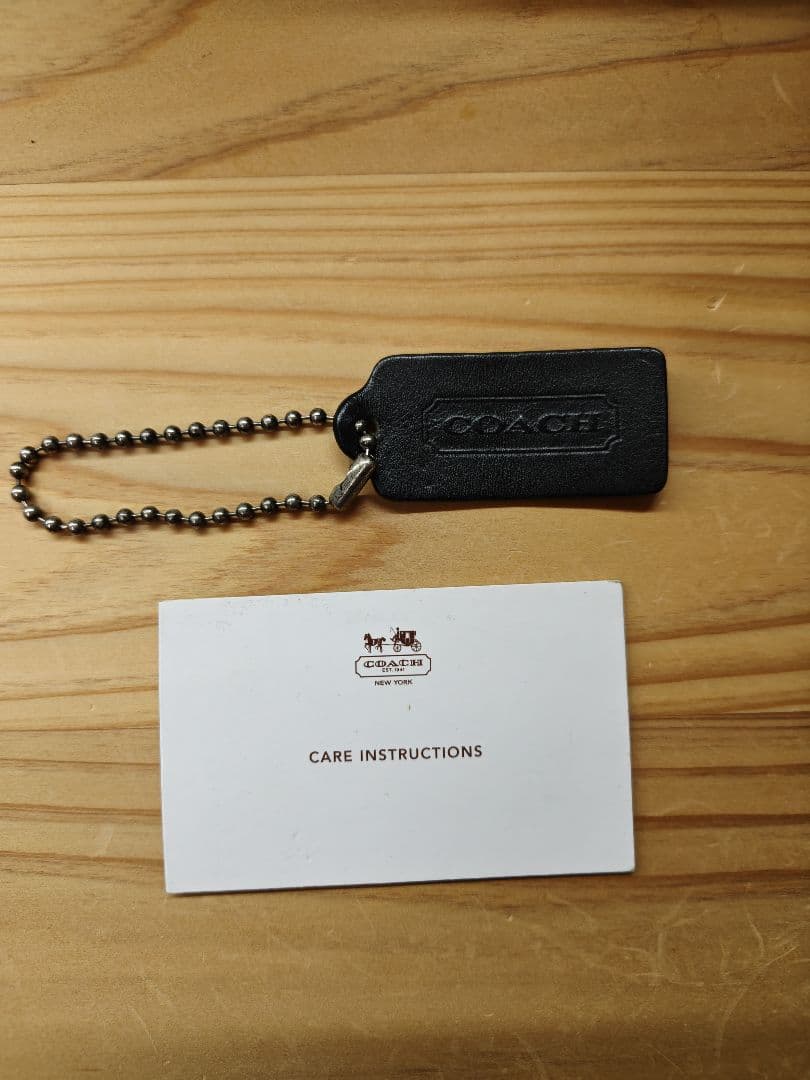 COACH
COACH
EST. 1941
NEW YORK
CARE INSTRUCTIONS